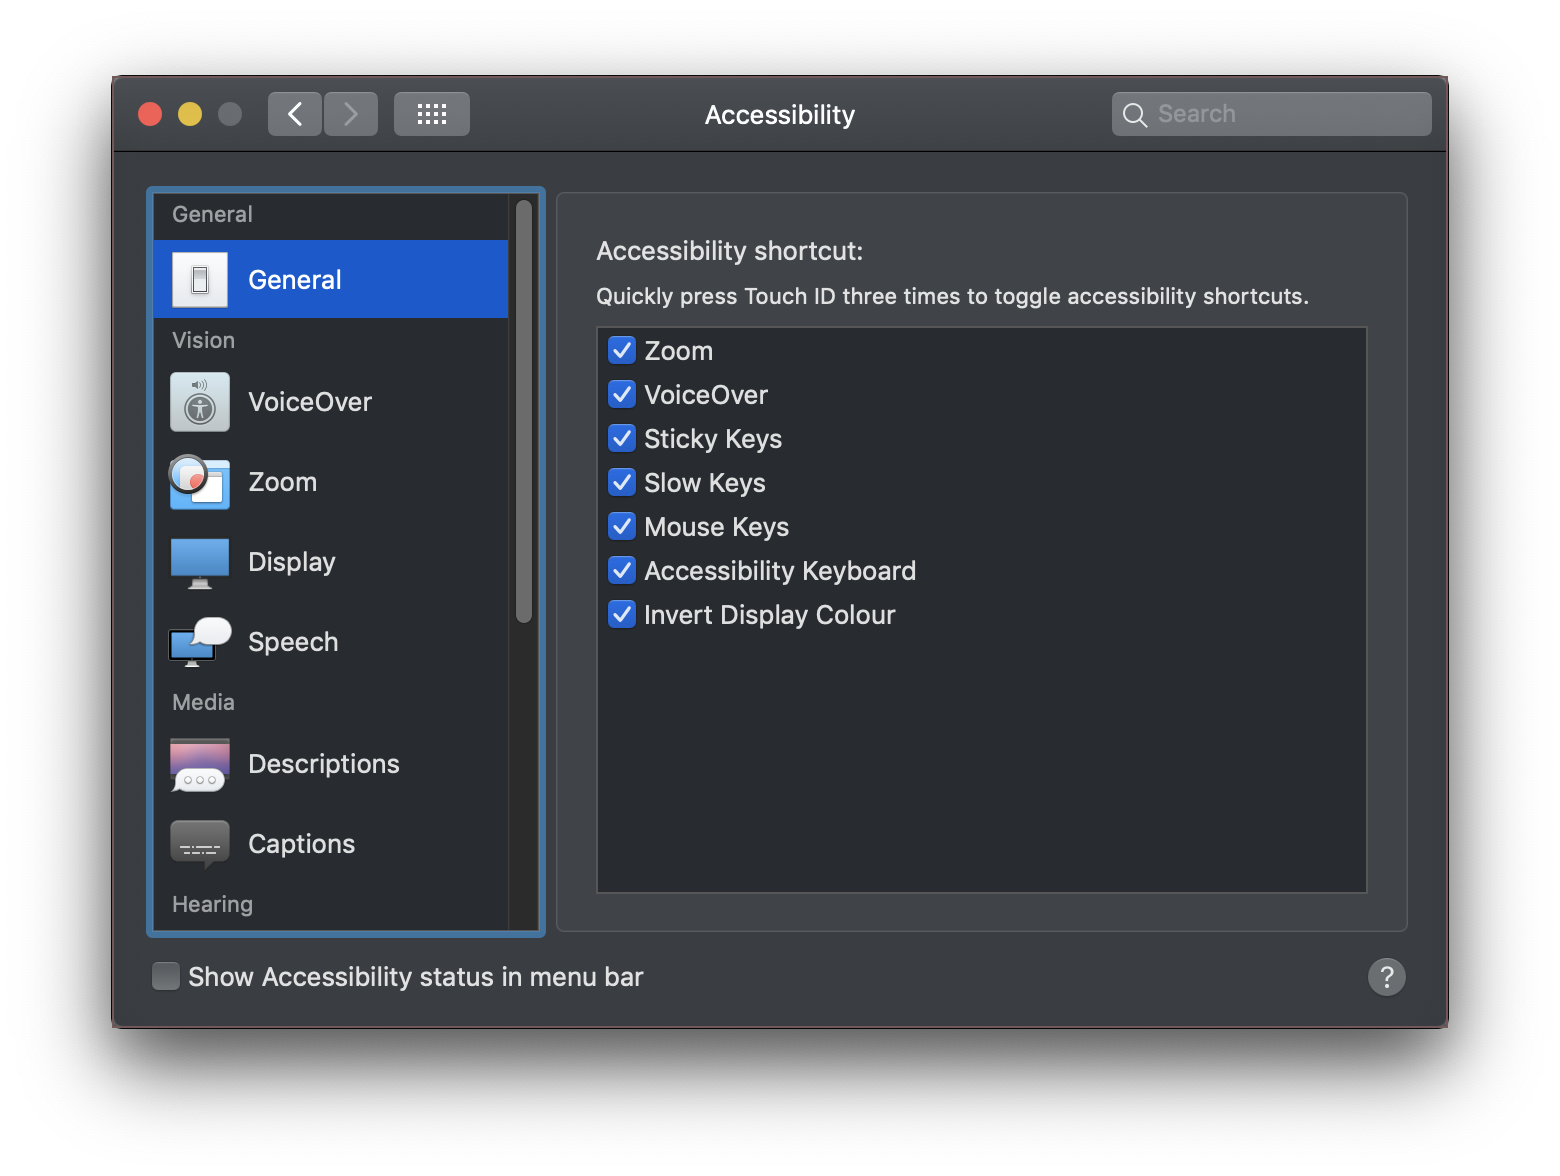 Accessibility
Search
General
General
Vision
VoiceOver
Zoom
Display
Speech
Media
Descriptions
Captions
Hearing
Accessibility shortcut:
Quickly press Touch ID three times to toggle accessibility shortcuts.
Zoom
VoiceOver
Sticky Keys
Slow Keys
Mouse Keys
Accessibility Keyboard
Invert Display Colour
Show Accessibility status in menu bar
?